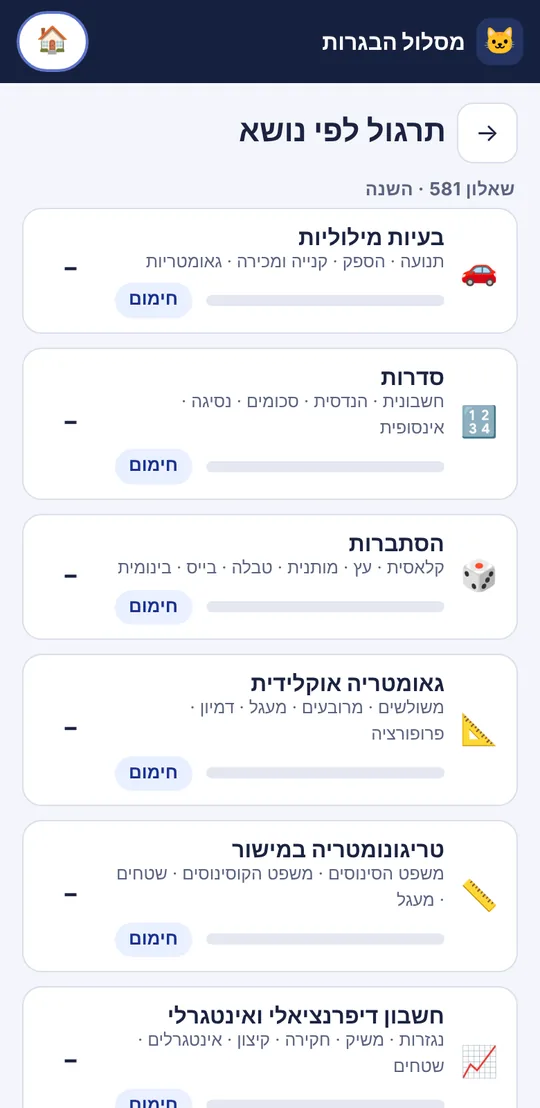 מסלול הבגרות
תרגול לפי נושא
שאלון 581 · השנה
בעיות מילוליות
תנועה · הספק · קנייה ומכירה · גאומטריות
חימום
–
סדרות
חשבונית · הנדסית · סכומים · נסיגה ·
אינסופית
חימום
–
הסתברות
קלאסית · עץ · מותנית · טבלה · בייס · בינומית
חימום
–
גאומטריה אוקלידית
משולשים · מרובעים · מעגל · דמיון ·
פרופורציה
חימום
–
טריגונומטריה במישור
משפט הסינוסים · משפט הקוסינוסים · שטחים
· מעגל
חימום
–
חשבון דיפרנציאלי ואינטגרלי
נגזרות · משיק · חקירה · קיצון · אינטגרלים ·
שטחים
חימום
–